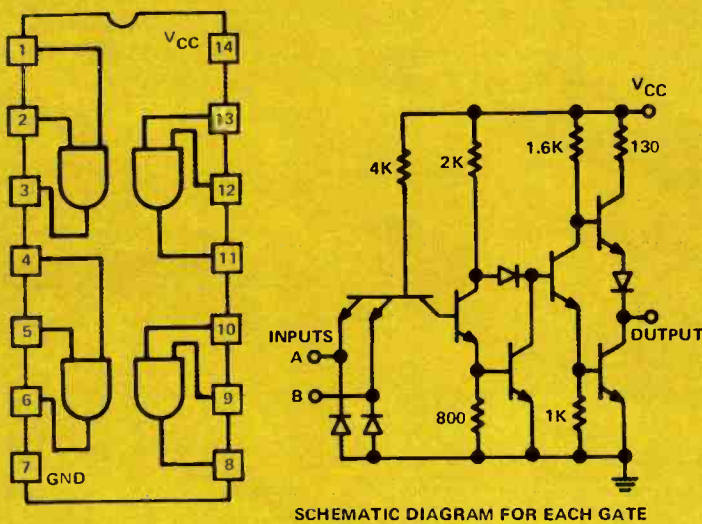 1
VCC
14
2
13
3
12
4
11
5
10
6
9
7
GND
8
VCC
4K
2K
1.6K
130
INPUTS
A
B
800
1K
DUTPUT
SCHEMATIC DIAGRAM FOR EACH GATE